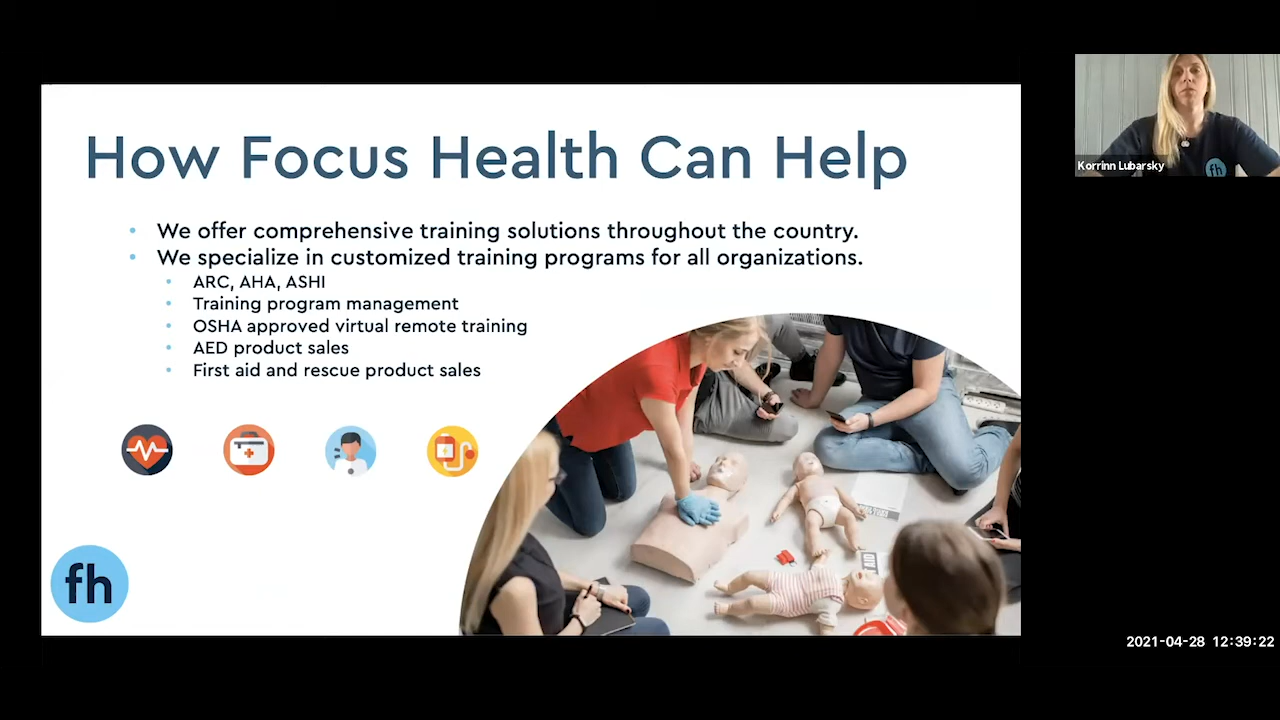 How Focus Health Can Help
• We offer comprehensive training solutions throughout the country.
• We specialize in customized training programs for all organizations.
• ARC, AHA, ASHI
• Training program management
• OSHA approved virtual remote training
• AED product sales
• First aid and rescue product sales
fh
Korrinn Lubarsky
fh
AID
2021-04-28 12:39:22